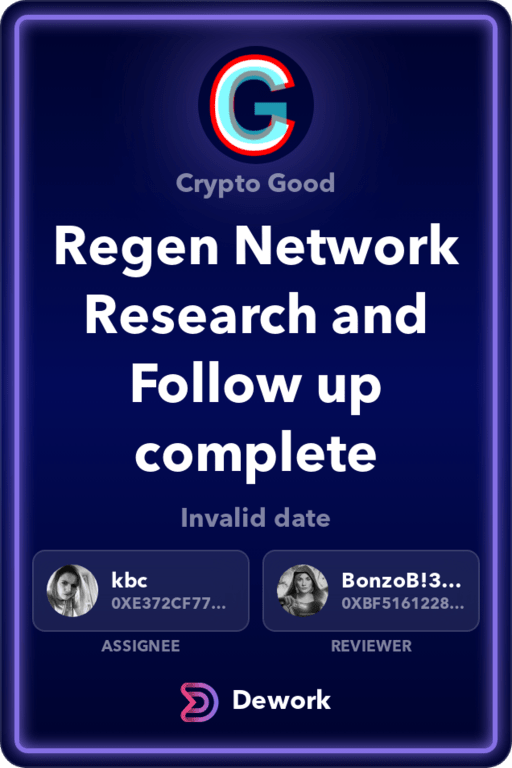 G
Crypto Good
Regen Network
Research and
Follow up
complete
Invalid date
kbc
0XE372CF77...
BonzoB!3...
0XBF5161228...
ASSIGNEE
REVIEWER
Dework